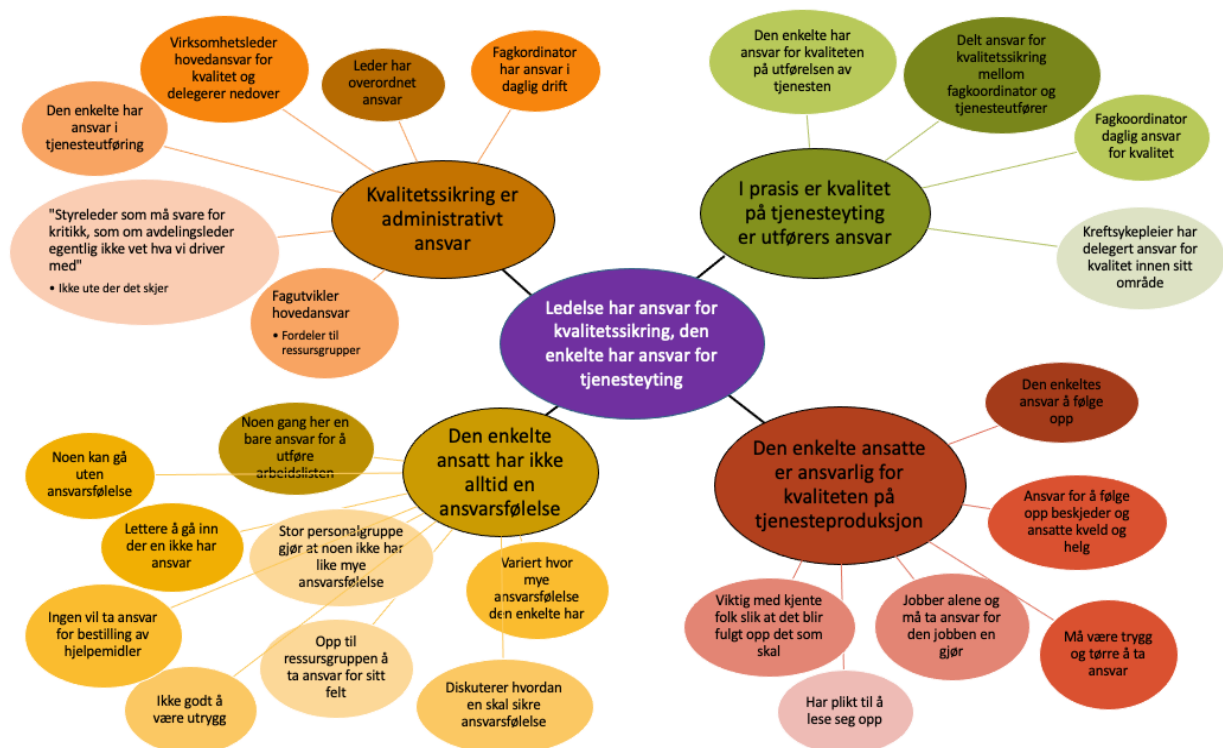 Virksomhetsleder
hovedansvar for
kvalitet og
delegerer nedover
Leder har
overordnet
ansvar
Fagkordinator
har ansvar i
daglig drift
Den enkelte har
ansvar i
tjenesteutføring
"Styreleder som må svare for
kritikk, som om avdelingsleder
egentlig ikke vet hva vi driver
med"
• Ikke ute der det skjer
Fagutvikler
hovedansvar
• Fordeler til
ressursgrupper
Kvalitetssikring er
administrativt
ansvar
Den enkelte har
ansvar for kvaliteten
på utførelsen av
tjenesten
Delt ansvar for
kvalitetssikring
mellom
fagkoordinator og
tjenesteutfører
Fagkoordinator
daglig ansvar
for kvalitet
Kreftsykepleier har
delegert ansvar for
kvalitet innen sitt
område
I prasis er kvalitet
på tjenesteyting
er utførers ansvar
Ledelse har ansvar for
kvalitetssikring, den
enkelte har ansvar for
tjenesteyting
Noen gang her en
bare ansvar for å
utføre
arbeidslisten
Noen kan gå
uten
ansvarsfølelse
Lettere å gå inn
der en ikke har
ansvar
Stor personalgruppe
gjør at noen ikke har
like mye
ansvarsfølelse
Ingen vil ta ansvar
for bestilling av
hjelpemidler
Ikke godt å
være utrygg
Opp til
ressursgruppen å
ta ansvar for sitt
felt
Variert hvor
mye
ansvarsfølelse
den enkelte har
Diskuterer hvordan
en skal sikre
ansvarsfølelse
Den enkelte
ansatt har ikke
alltid en
ansvarsfølelse
Den enkelte ansatte
er ansvarlig for
kvaliteten på
tjenesteproduksjon
Den enkeltes
ansvar å følge
opp
Ansvar for å følge
opp beskjeder og
ansatte kveld og
helg
Må være trygg
og tørre å ta
ansvar
Jobber alene og
må ta ansvar for
den jobben en
gjør
Viktig med kjente
folk slik at det blir
fulgt opp det som
skal
Har plikt til å
lese seg opp